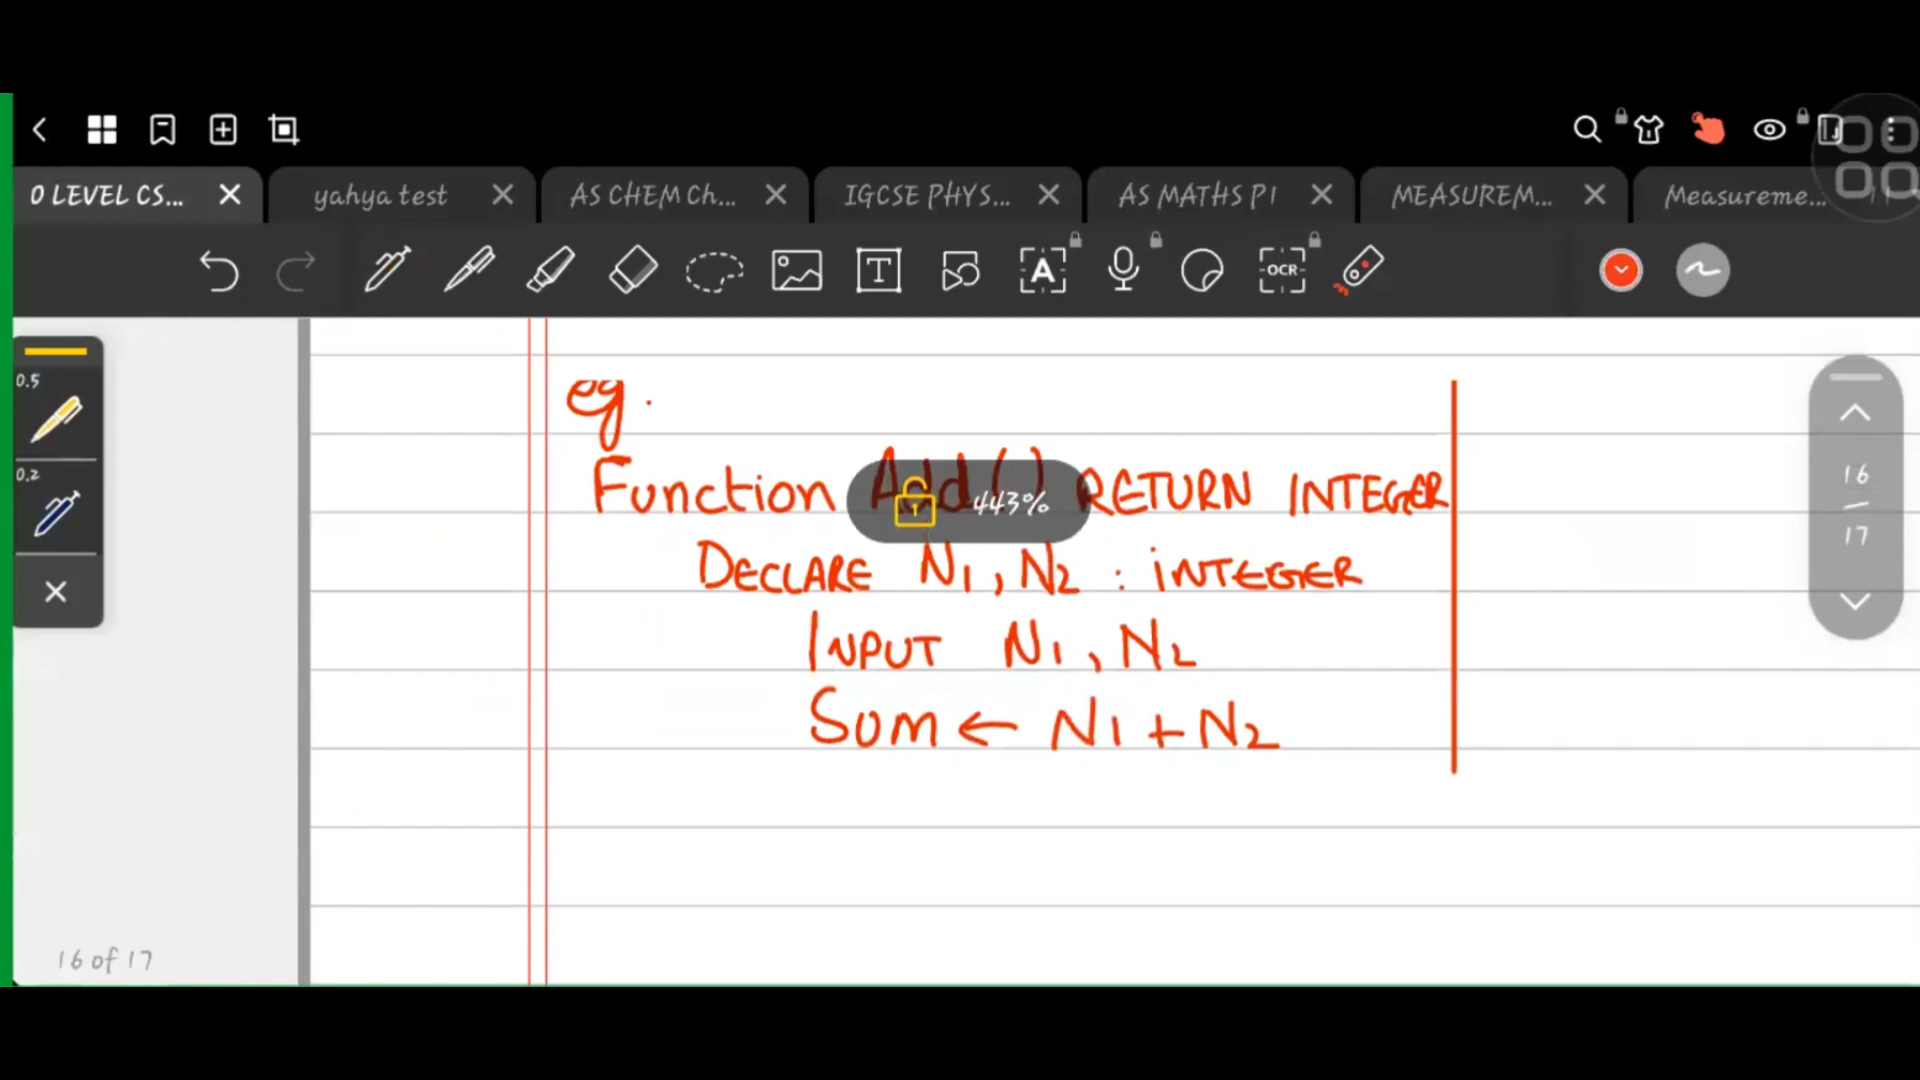 O LEVEL CS... yahya test AS CHEM Ch... IGCSE PHYS... AS MATHS P1 MEASUREM... Measureme...
T A OCR
0.5
0.2
eg.
Function Add() RETURN INTEGER
443%
DECLARE N1, N2 : INTEGER
INPUT N1, N2
SUM ← N1 + N2
16
17
16 of 17